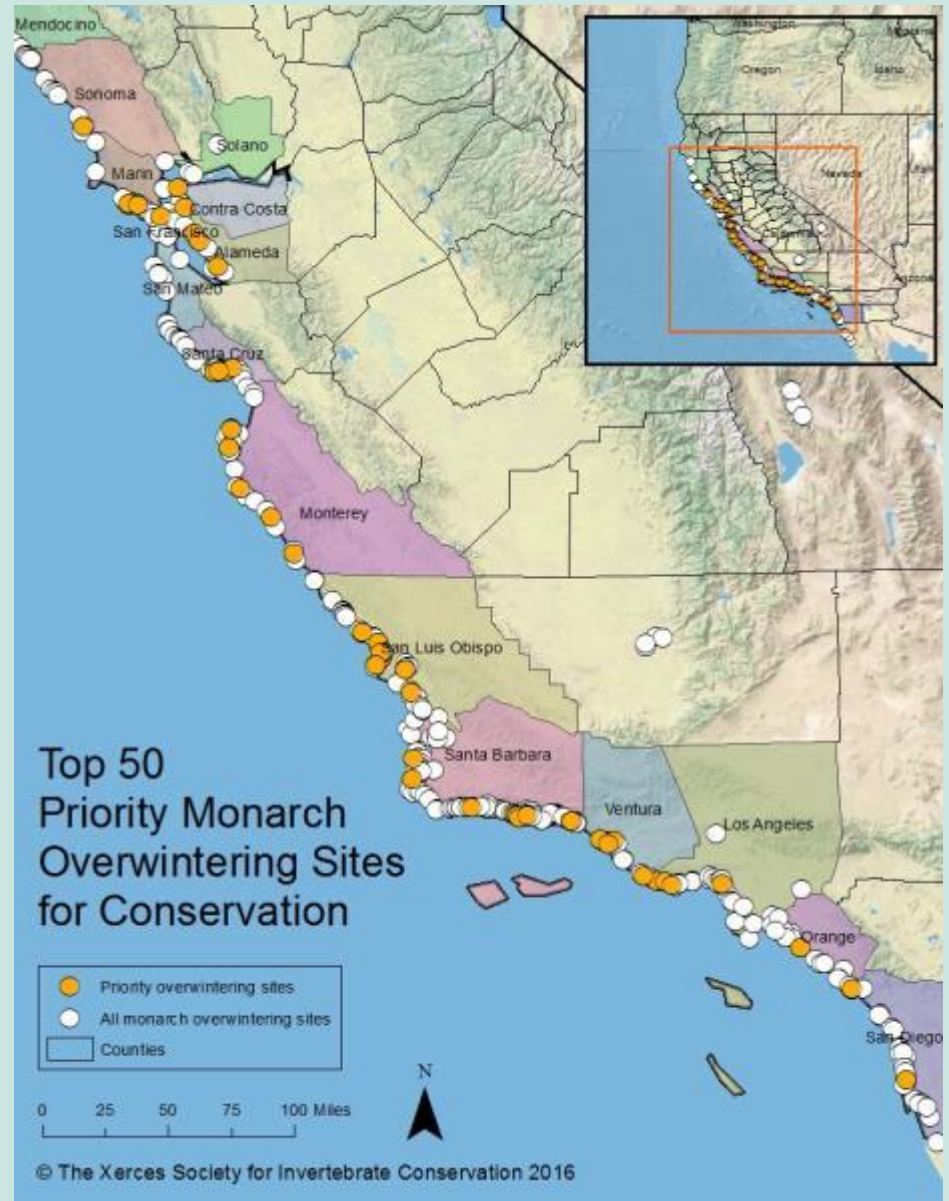 Mendocino
Sonoma
Solano
Marin
Contra Costa
San Francisco
Alameda
San Mateo
Santa Cruz
Monterey
San Luis Obispo
Santa Barbara
Ventura
Los Angeles
Orange
San Diego
Washington
Oregon
Idaho
Nevada
Utah
Arizona
Top 50
Priority Monarch
Overwintering Sites
for Conservation
Priority overwintering sites
All monarch overwintering sites
Counties
N
0 25 50 75 100 Miles
© The Xerces Society for Invertebrate Conservation 2016